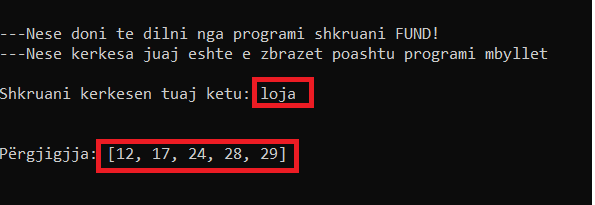 ---Nese doni te dilni nga programi shkruani FUND!
---Nese kerkesa juaj eshte e zbrazet poashtu programi mbyllet
Shkruani kerkesen tuaj ketu: loja
Përgjigjja: [12, 17, 24, 28, 29]